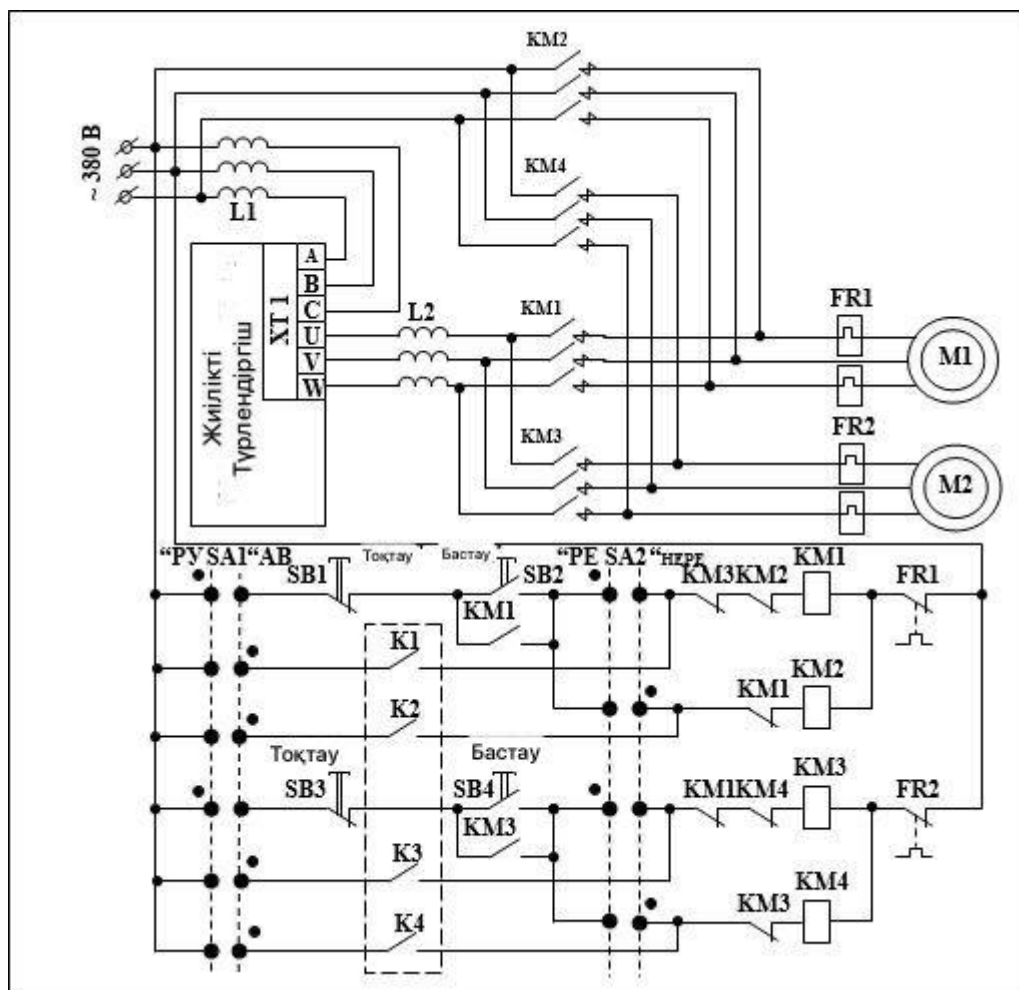 KM2
~ 380 В
L1
KM4
A
B
C
U
V
W
XT 1
Жиілікті
Түрлендіргіш
L2
KM1
FR1
M1
KM3
FR2
M2
“РУ SA1“АВ
Тоқтау
Бастау
“РЕ SA2 “НЕРЕ
KM1
SB1
SB2
KM3
KM2
FR1
KM1
K1
KM2
KM1
K2
Тоқтау
Бастау
KM3
SB3
SB4
KM1
KM4
FR2
KM3
K3
KM4
KM3
K4